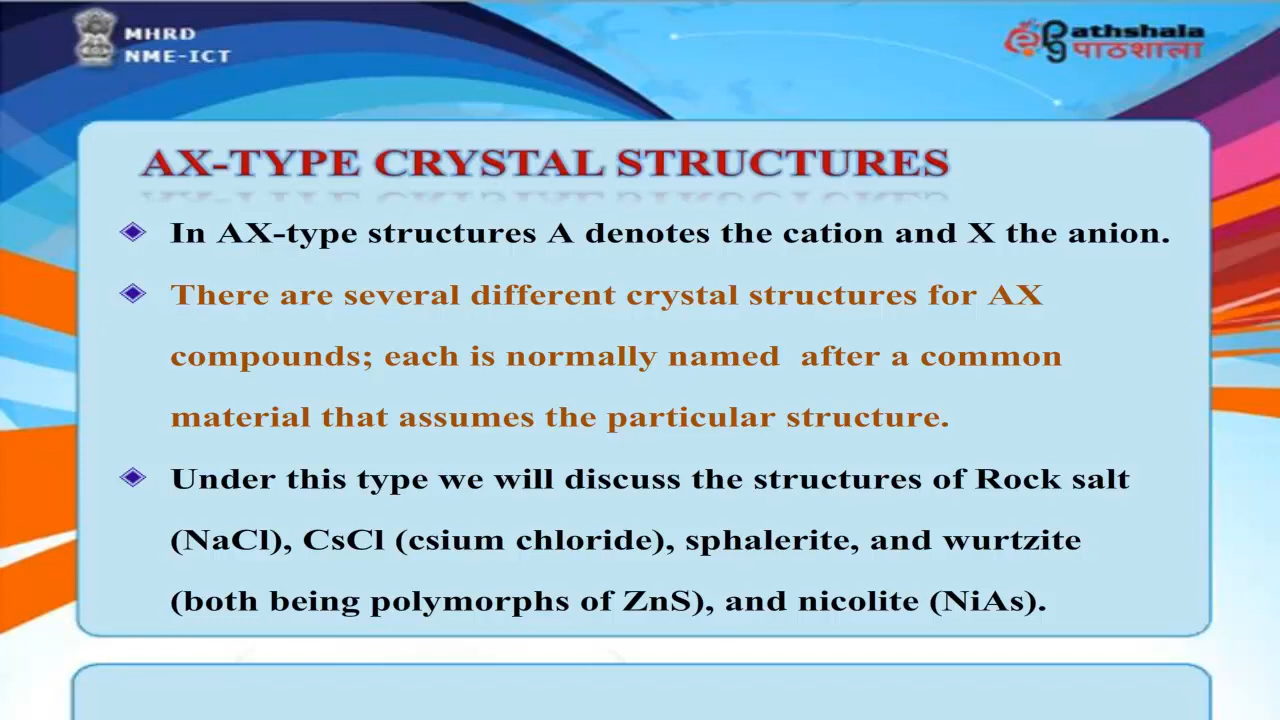 MHRD
NME-ICT
ePG athshala
पाठशाला
AX-TYPE CRYSTAL STRUCTURES
In AX-type structures A denotes the cation and X the anion.
There are several different crystal structures for AX
compounds; each is normally named after a common
material that assumes the particular structure.
Under this type we will discuss the structures of Rock salt
(NaCl), CsCl (csium chloride), sphalerite, and wurtzite
(both being polymorphs of ZnS), and nicolite (NiAs).